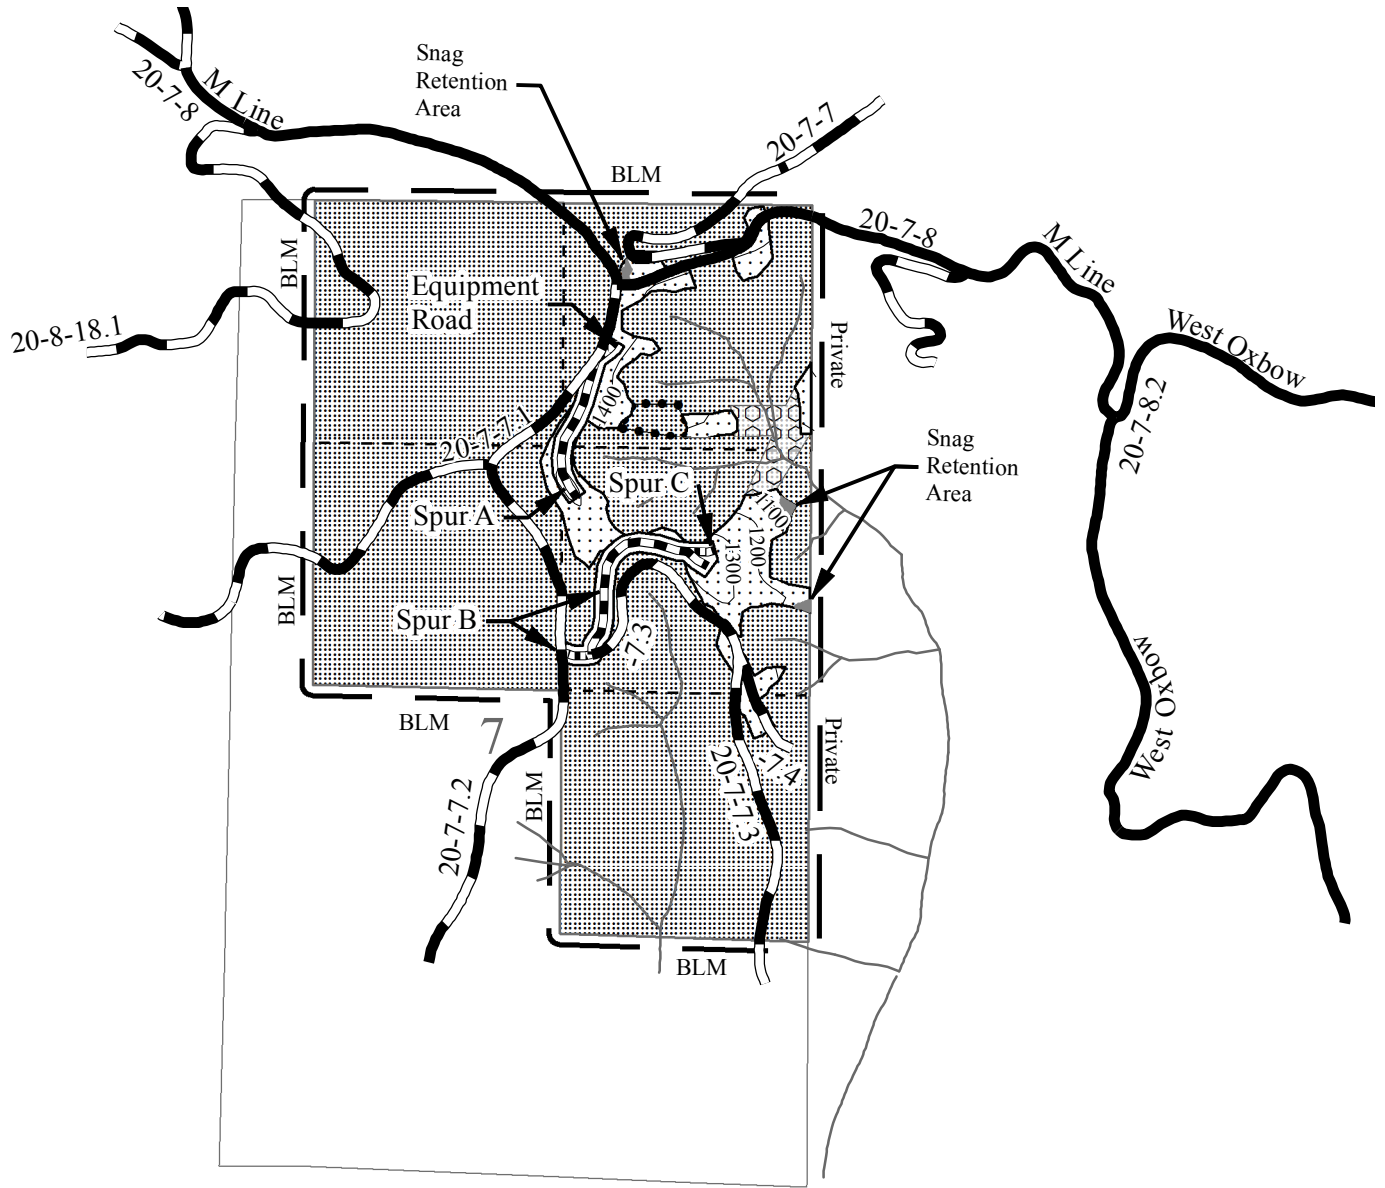 Snag
Retention
Area
20-7-8
M Line
20-7-7
BLM
20-7-8
M Line
BLM
Equipment
Road
20-8-18.1
Private
West Oxbow
1400
20-7-7.1
20-7-8.2
Snag
Retention
Area
Spur C
Spur A
1100
1200
1300
BLM
Spur B
-7.3
West Oxbow
BLM
7
Private
-7.4
20-7-7.3
BLM
20-7-7.2
BLM